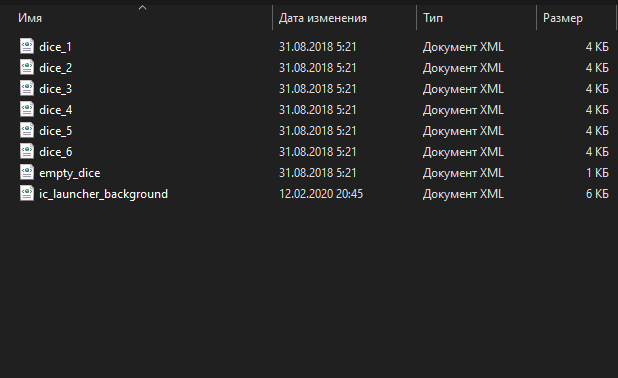 Имя Дата изменения Тип Размер
dice_1 31.08.2018 5:21 Документ XML 4 КБ
dice_2 31.08.2018 5:21 Документ XML 4 КБ
dice_3 31.08.2018 5:21 Документ XML 4 КБ
dice_4 31.08.2018 5:21 Документ XML 4 КБ
dice_5 31.08.2018 5:21 Документ XML 4 КБ
dice_6 31.08.2018 5:21 Документ XML 4 КБ
empty_dice 31.08.2018 5:21 Документ XML 1 КБ
ic_launcher_background 12.02.2020 20:45 Документ XML 6 КБ